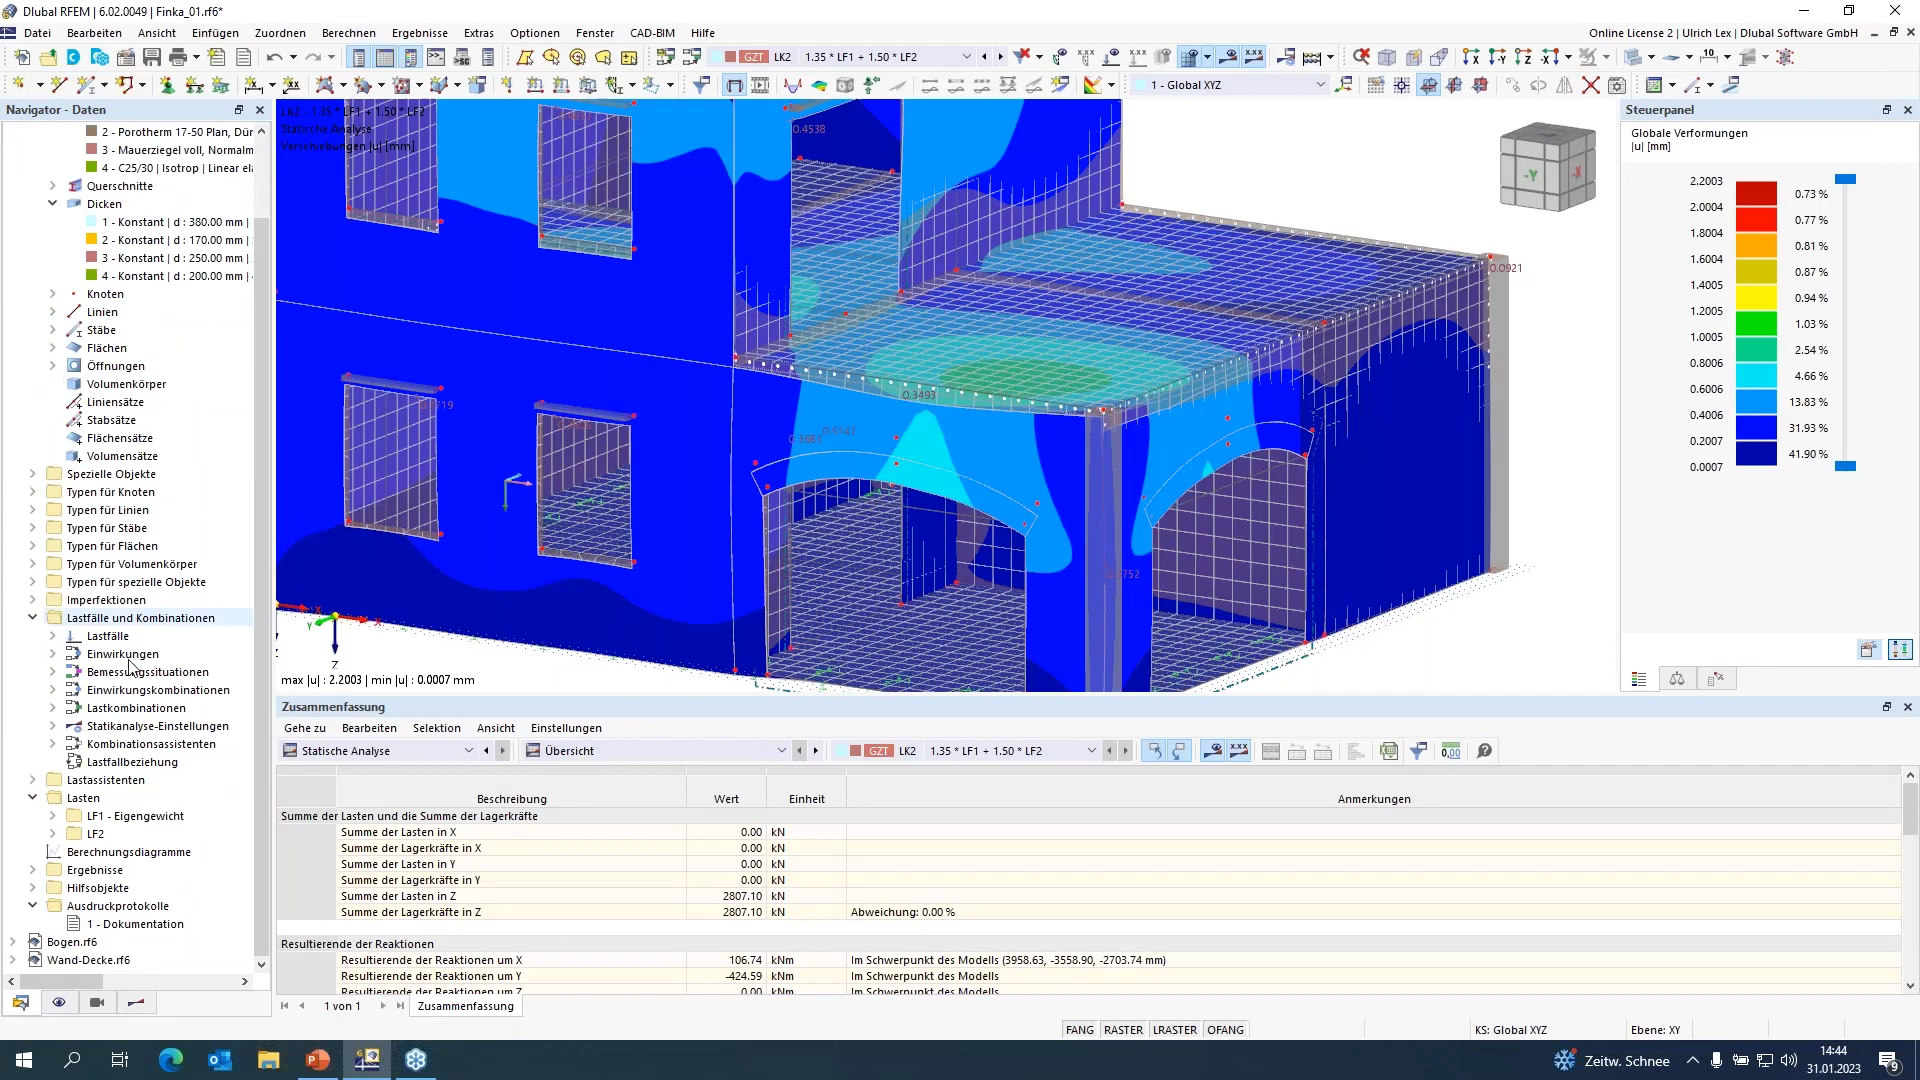 Dlubal RFEM | 6.02.0049 | Finka_01.rf6*
Datei Bearbeiten Ansicht Einfügen Zuordnen Berechnen Ergebnisse Extras Optionen Fenster CAD-BIM Hilfe
Online License 2 | Ulrich Lex | Dlubal Software GmbH
GZT LK2 1.35 * LF1 + 1.50 * LF2
1 - Global XYZ
Navigator - Daten
2 - Porotherm 17-50 Plan, Dür
3 - Mauerziegel voll, Normalm
4 - C25/30 | Isotrop | Linear ela
Querschnitte
Dicken
1 - Konstant | d : 380.00 mm |
2 - Konstant | d : 170.00 mm |
3 - Konstant | d : 250.00 mm |
4 - Konstant | d : 200.00 mm |
Knoten
Linien
Stäbe
Flächen
Öffnungen
Volumenkörper
Liniensätze
Stabsätze
Flächensätze
Volumensätze
Spezielle Objekte
Typen für Knoten
Typen für Linien
Typen für Stäbe
Typen für Flächen
Typen für Volumenkörper
Typen für spezielle Objekte
Imperfektionen
Lastfälle und Kombinationen
Lastfälle
Einwirkungen
Bemessungssituationen
Einwirkungskombinationen
Lastkombinationen
Statikanalyse-Einstellungen
Kombinationsassistenten
Lastfallbeziehung
Lastassistenten
Lasten
LF1 - Eigengewicht
LF2
Berechnungsdiagramme
Ergebnisse
Hilfsobjekte
Ausdruckprotokolle
1 - Dokumentation
Bogen.rf6
Wand-Decke.rf6
LK2 - 1.35 * LF1 + 1.50 * LF2
Statische Analyse
Verschiebungen |u| [mm]
0.4538
0.0921
0.3493
0.3683
0.5147
X
Y
X
Z
Z
-Y
-X
max |u| : 2.2003 | min |u| : 0.0007 mm
Steuerpanel
Globale Verformungen
|u| [mm]
2.2003
0.73 %
2.0004
0.77 %
1.8004
0.81 %
1.6004
0.87 %
1.4005
0.94 %
1.2005
1.03 %
1.0005
2.54 %
0.8006
4.66 %
0.6006
13.83 %
0.4006
31.93 %
0.2007
41.90 %
0.0007
Zusammenfassung
Gehe zu Bearbeiten Selektion Ansicht Einstellungen
Statische Analyse Übersicht GZT LK2 1.35 * LF1 + 1.50 * LF2
Beschreibung Wert Einheit Anmerkungen
Summe der Lasten und die Summe der Lagerkräfte
Summe der Lasten in X 0.00 kN
Summe der Lagerkräfte in X 0.00 kN
Summe der Lasten in Y 0.00 kN
Summe der Lagerkräfte in Y 0.00 kN
Summe der Lasten in Z 2807.10 kN
Summe der Lagerkräfte in Z 2807.10 kN Abweichung: 0.00 %
Resultierende der Reaktionen
Resultierende der Reaktionen um X 106.74 kNm Im Schwerpunkt des Modells (3958.63, -3558.90, -2703.74 mm)
Resultierende der Reaktionen um Y -424.59 kNm Im Schwerpunkt des Modells
Resultierende der Reaktionen um Z 0.00 kNm Im Schwerpunkt des Modells
1 von 1 Zusammenfassung
FANG RASTER LRASTER OFANG KS: Global XYZ Ebene: XY
Zeitw. Schnee
14:44
31.01.2023
9